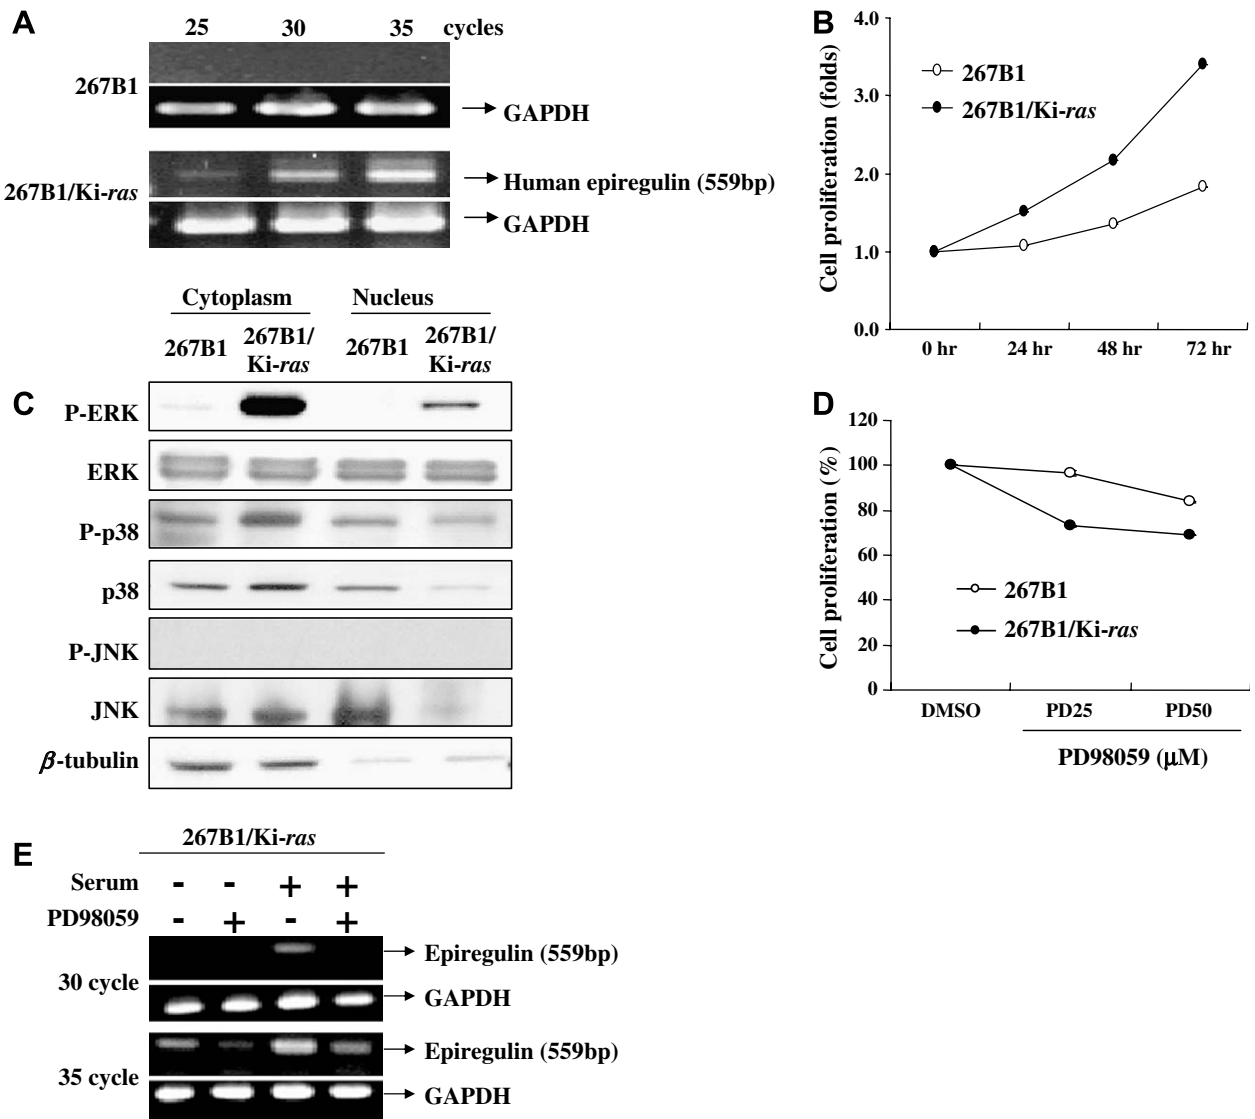 A
25 30 35 cycles
267B1
GAPDH
267B1/Ki-ras
Human epiregulin (559bp)
GAPDH
B
Cell proliferation (folds)
4.0
3.0
2.0
1.0
0.0
267B1
267B1/Ki-ras
0 hr 24 hr 48 hr 72 hr
C
Cytoplasm Nucleus
267B1 267B1/Ki-ras 267B1 267B1/Ki-ras
P-ERK
ERK
P-p38
p38
P-JNK
JNK
β-tubulin
D
Cell proliferation (%)
120
100
80
60
40
20
0
267B1
267B1/Ki-ras
DMSO PD25 PD50
PD98059 (μM)
E
267B1/Ki-ras
Serum - - + +
PD98059 - + - +
30 cycle
Epiregulin (559bp)
GAPDH
35 cycle
Epiregulin (559bp)
GAPDH